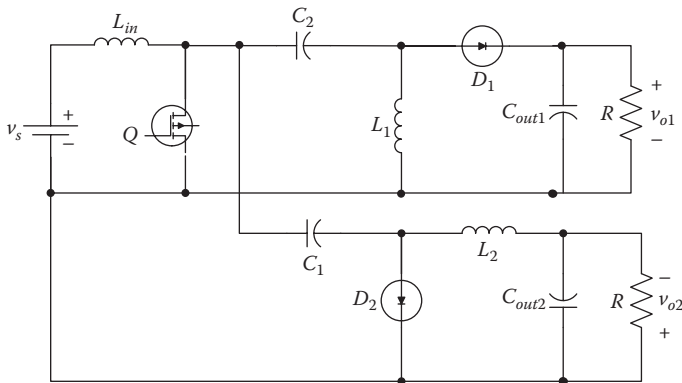 L_in
C_2
D_1
v_s
+
−
Q
L_1
C_out1
R
+
v_o1
−
C_1
L_2
D_2
C_out2
R
−
v_o2
+